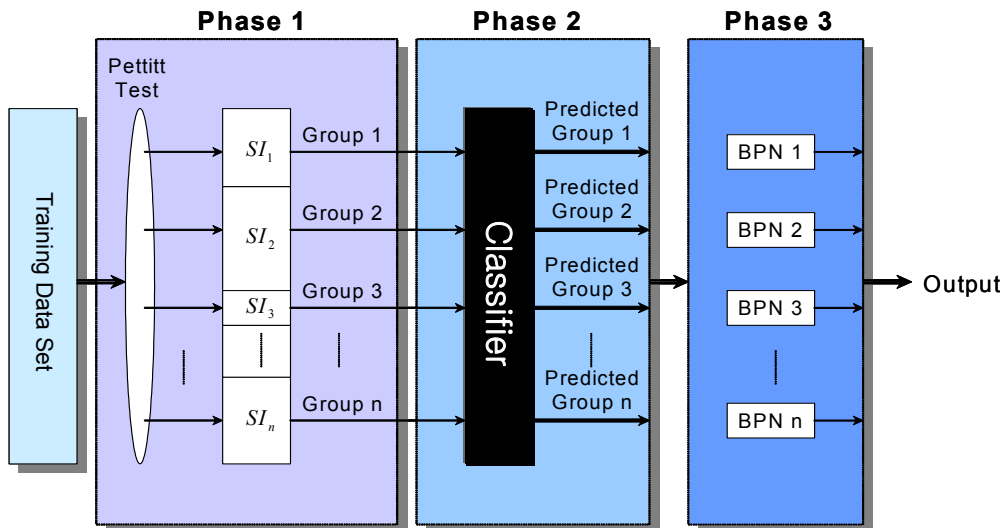 Phase 1
Phase 2
Phase 3
Training Data Set
Pettitt
Test
SI₁
SI₂
SI₃
SIₙ
Group 1
Group 2
Group 3
Group n
Classifier
Predicted
Group 1
Predicted
Group 2
Predicted
Group 3
Predicted
Group n
BPN 1
BPN 2
BPN 3
BPN n
Output